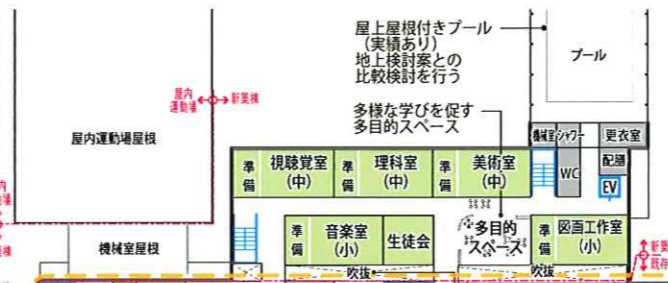 屋上屋根付きプール
（実績あり）
地上検討案との
比較検討を行う
プール
屋内
運動場
新築棟
屋内運動場屋根
多様な学びを促す
多目的スペース
機械室
シャワー
更衣室
準備
視聴覚室
(中)
準備
理科室
(中)
準備
美術室
(中)
WC
配膳
EV
準備
音楽室
(小)
生徒会
多目的
スペース
準備
図画工作室
(小)
機械室屋根
吹抜
吹抜
新築
既存